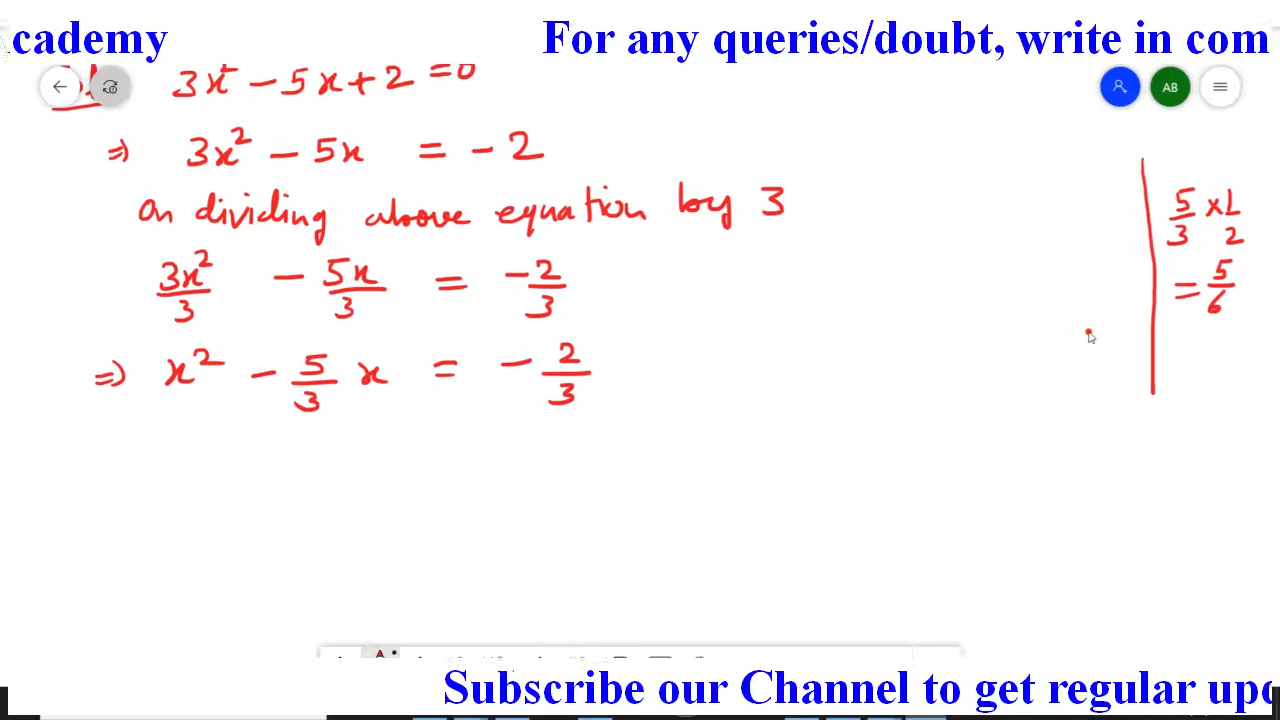 cademy For any queries/doubt, write in com
3x² - 5x + 2 = 0
AB
⇒ 3x² - 5x = - 2
On dividing above equation by 3
3x²/3 - 5x/3 = -2/3
⇒ x² - 5/3 x = - 2/3
5/3 × 1/2
= 5/6
Subscribe our Channel to get regular upd